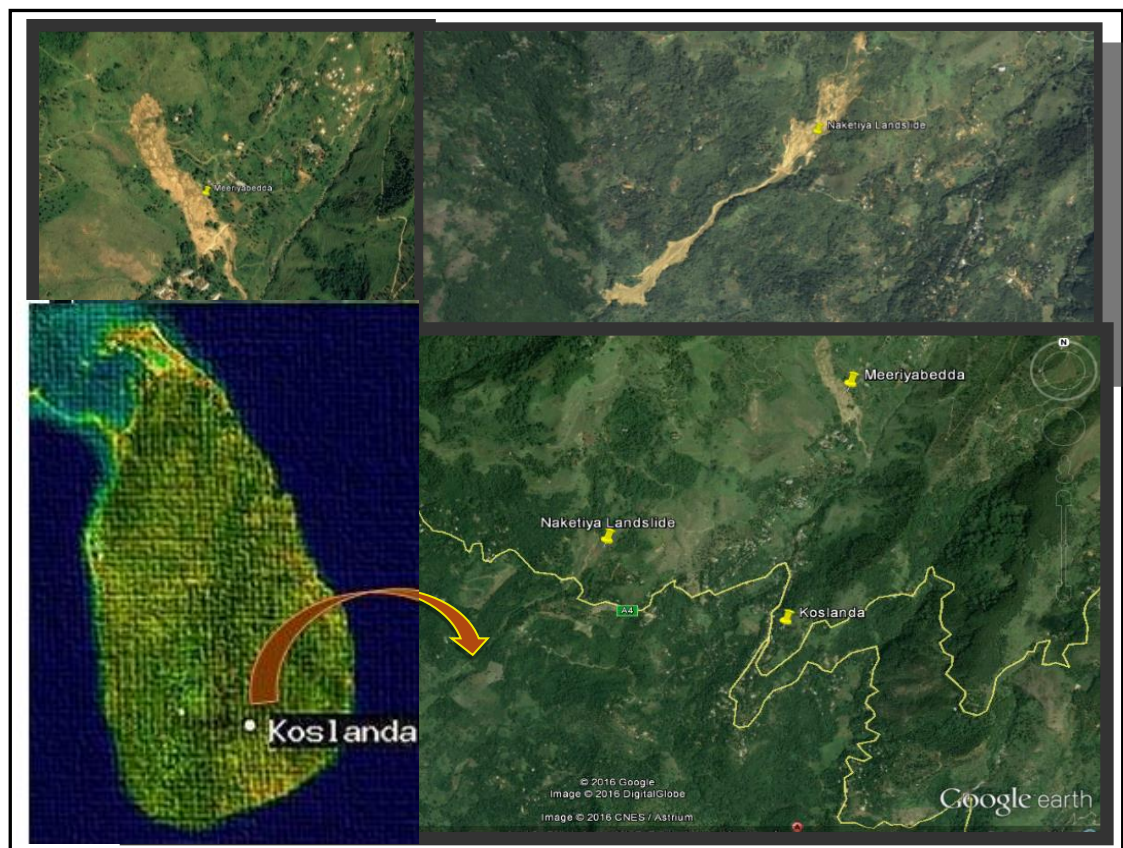 Meeriyabedda
Naketiya Landslide
Koslanda
N
Meeriyabedda
Naketiya Landslide
A4
Koslanda
© 2016 Google
Image © 2016 DigitalGlobe
Image © 2016 CNES / Astrium
Google earth